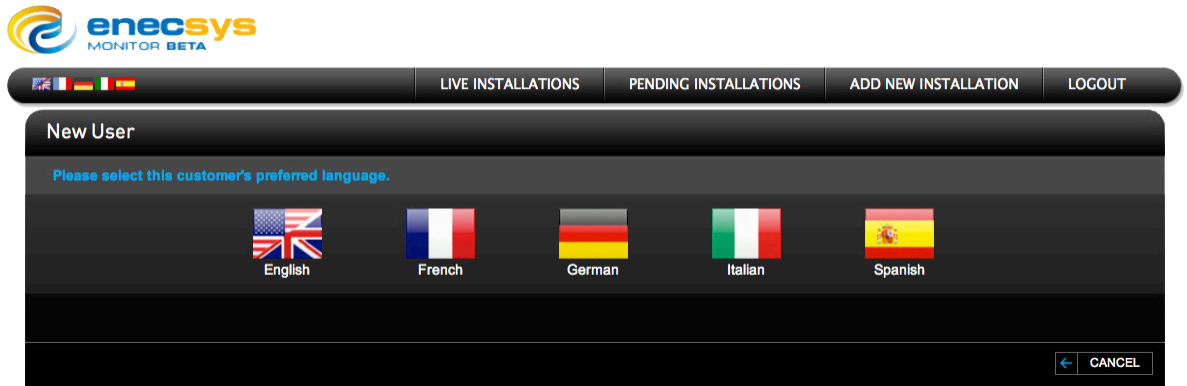 enecsys
MONITOR BETA
LIVE INSTALLATIONS PENDING INSTALLATIONS ADD NEW INSTALLATION LOGOUT
New User
Please select this customer's preferred language.
English French German Italian Spanish
CANCEL